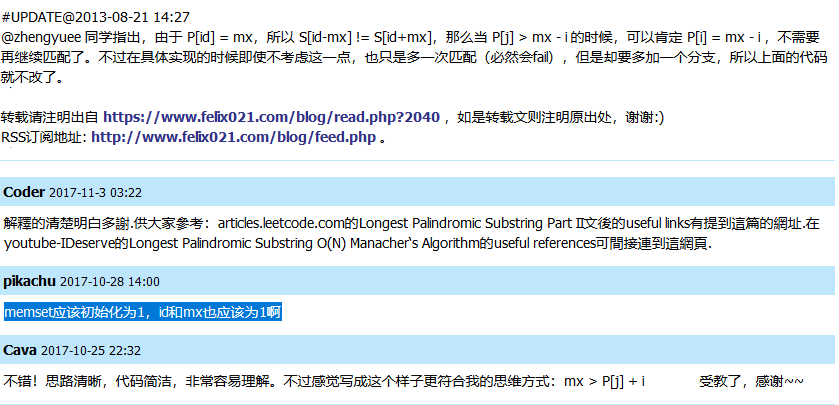 #UPDATE@2013-08-21 14:27
@zhengyuee 同学指出，由于 P[id] = mx，所以 S[id-mx] != S[id+mx]，那么当 P[j] > mx - i 的时候，可以肯定 P[i] = mx - i ，不需要
再继续匹配了。不过在具体实现的时候即使不考虑这一点，也只是多一次匹配（必然会fail），但是却要多加一个分支，所以上面的代码
就不改了。
转载请注明出自 https://www.felix021.com/blog/read.php?2040 ，如是转载文则注明原出处，谢谢:)
RSS订阅地址: http://www.felix021.com/blog/feed.php 。
Coder 2017-11-3 03:22
解釋的清楚明白多謝.供大家參考：articles.leetcode.com的Longest Palindromic Substring Part II文後的useful links有提到這篇的網址.在
youtube-IDeserve的Longest Palindromic Substring O(N) Manacher's Algorithm的useful references可間接連到這網頁.
pikachu 2017-10-28 14:00
memset应该初始化为1，id和mx也应该为1啊
Cava 2017-10-25 22:32
不错！思路清晰，代码简洁，非常容易理解。不过感觉写成这个样子更符合我的思维方式：mx > P[j] + i 受教了，感谢~~